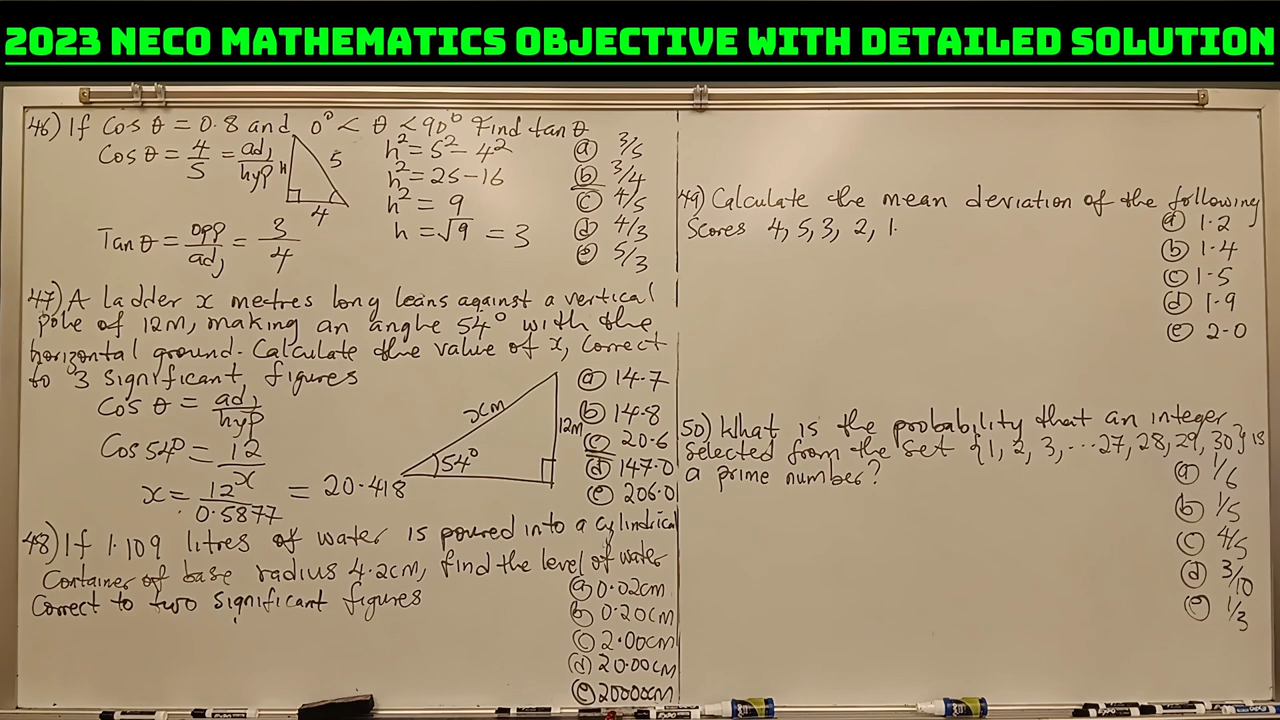 2023 NECO MATHEMATICS OBJECTIVE WITH DETAILED SOLUTION
46) If Cos θ = 0.8 and 0° < θ < 90° Find tan θ
Cos θ = 4/5 = adj/hyp
h
5
4
h² = 5² - 4²
h² = 25 - 16
h² = 9
h = √9 = 3
Tan θ = opp/adj = 3/4
(a) 3/5
(b) 3/4
(c) 4/5
(d) 4/3
(e) 5/3
47) A ladder x metres long leans against a vertical
pole of 12m, making an angle 54° with the
horizontal ground. Calculate the value of x, correct
to 3 significant figures
Cos θ = adj/hyp
Cos 54° = 12/x
x = 12/0.5877 = 20.418
xcm
12m
54°
(a) 14.7
(b) 14.8
(c) 20.6
(d) 147.0
(e) 206.0
48) If 1.109 litres of water is poured into a cylindrical
Container of base radius 4.2cm, find the level of water
Correct to two significant figures
(a) 0.02cm
(b) 0.20cm
(c) 2.00cm
(d) 20.00cm
(e) 2000cm
49) Calculate the mean deviation of the following
Scores 4, 5, 3, 2, 1.
(a) 1.2
(b) 1.4
(c) 1.5
(d) 1.9
(e) 2.0
50) What is the probability that an integer
Selected from the set {1, 2, 3, ...27, 28, 29, 30} is
a prime number?
(a) 1/6
(b) 1/5
(c) 4/5
(d) 3/10
(e) 1/3